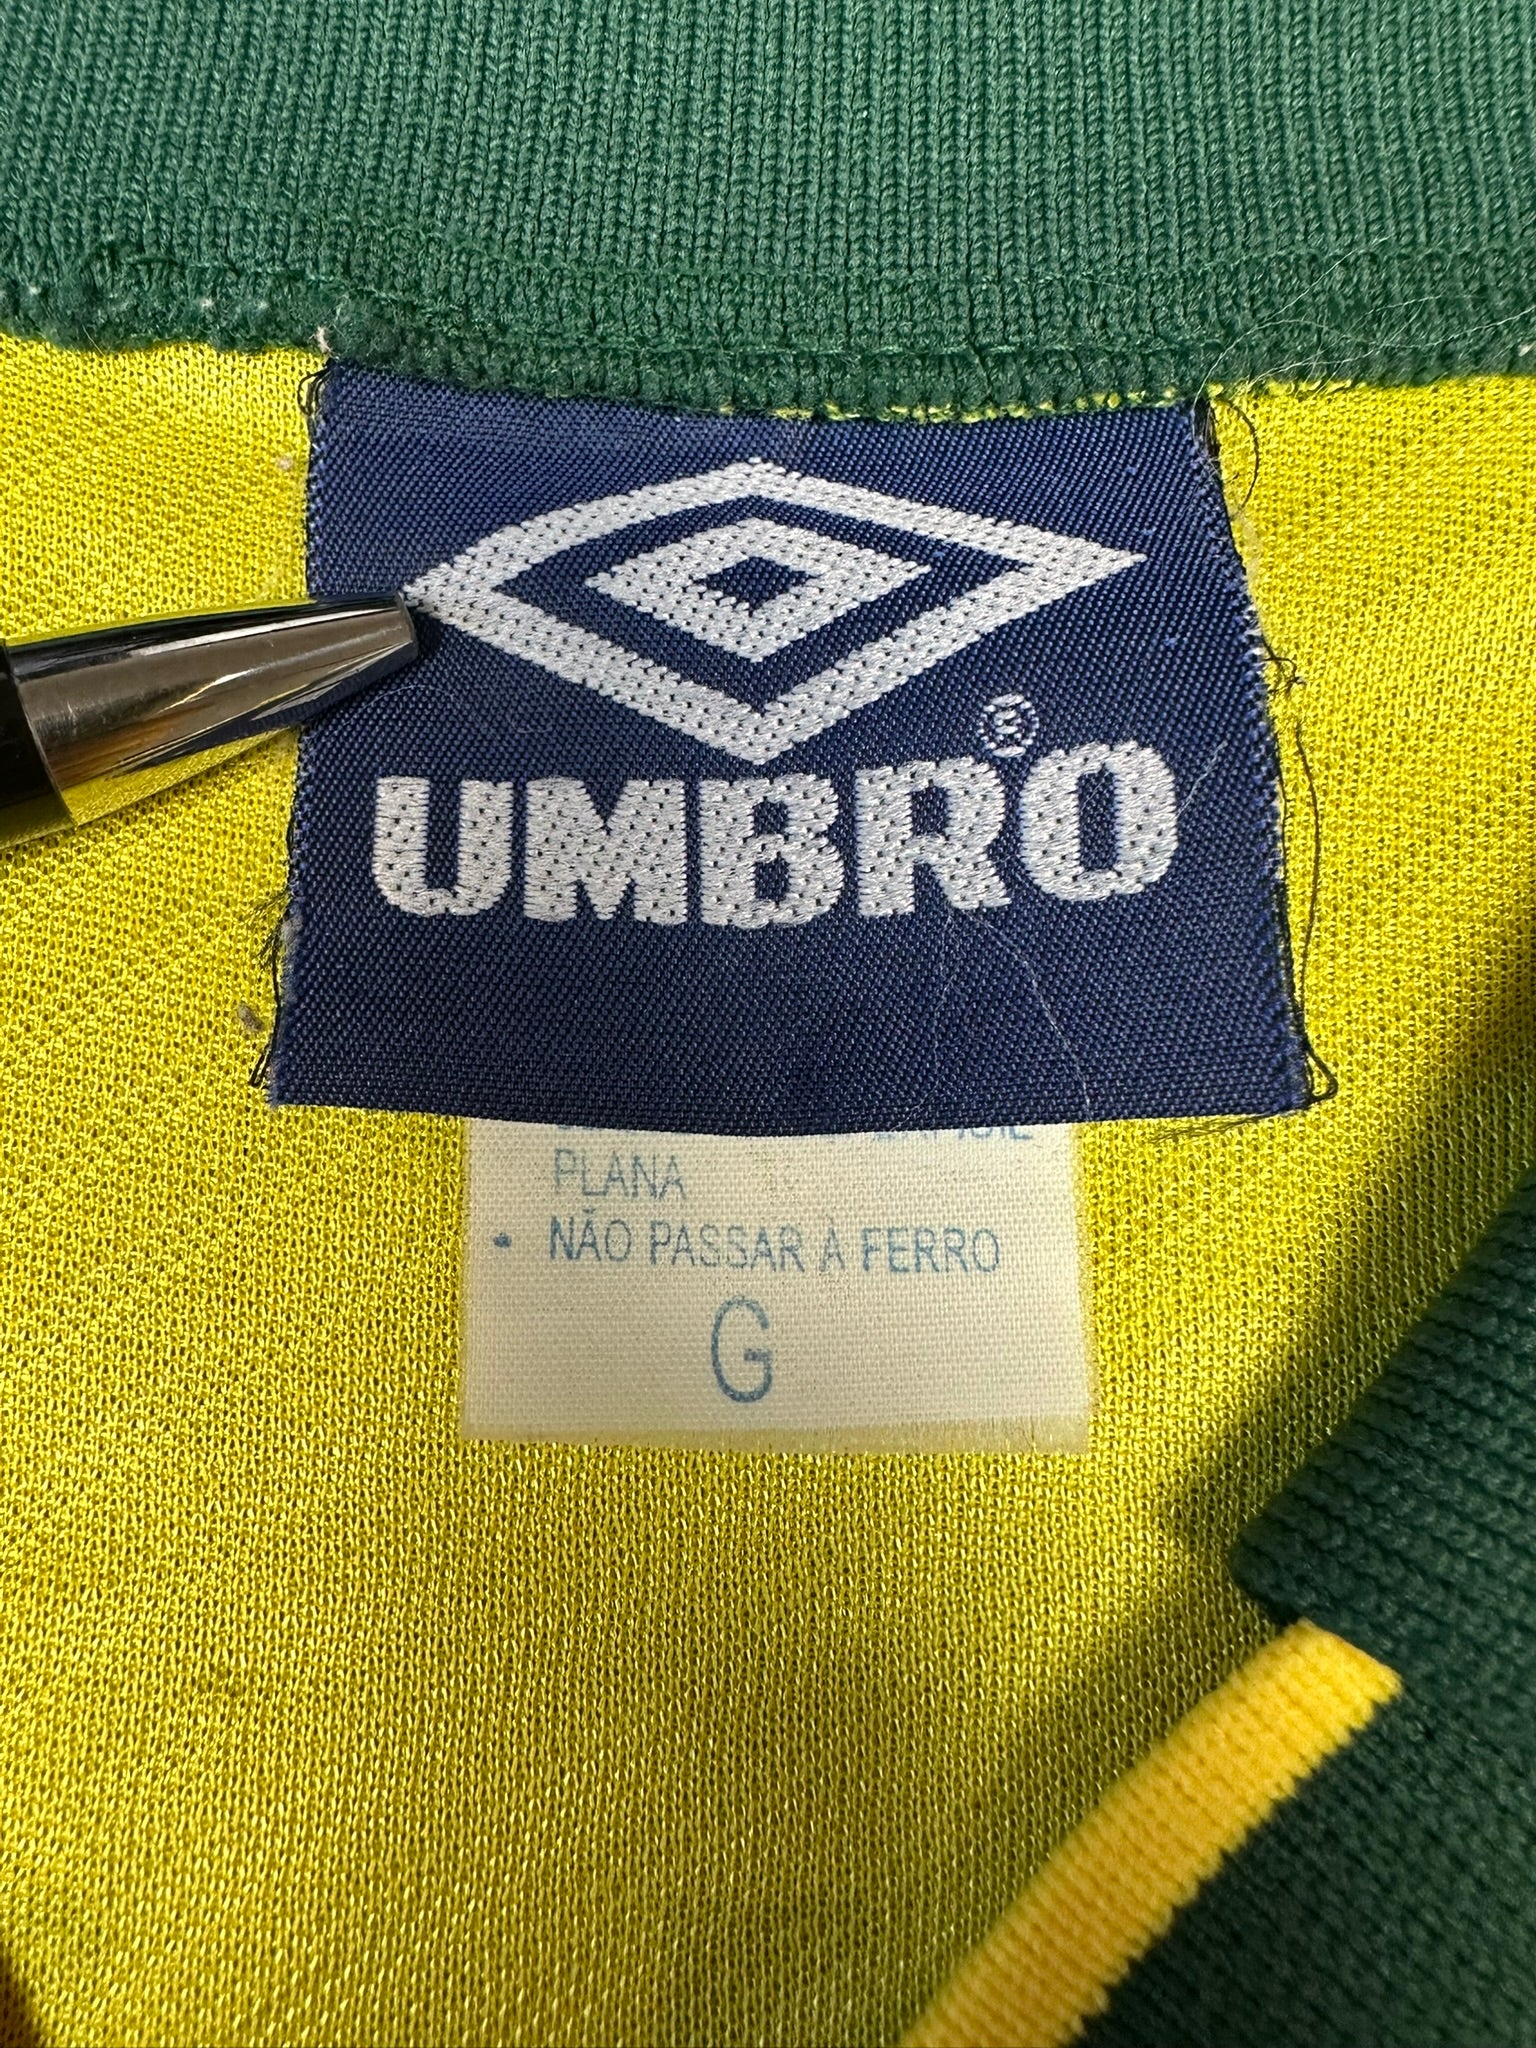 UMBRO®
PLANA
• NÃO PASSAR À FERRO
G